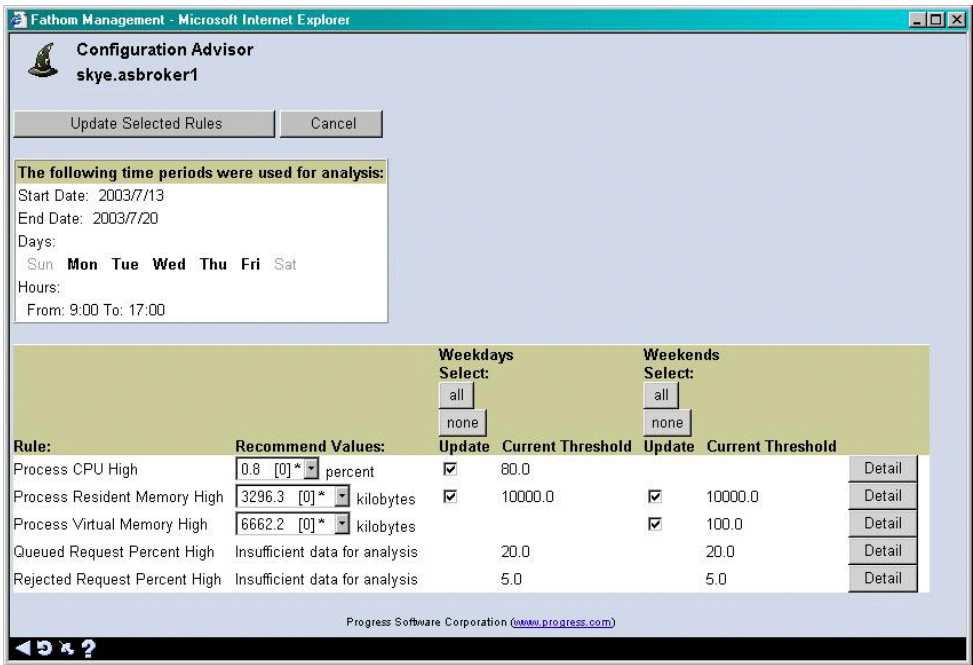 Fathom Management - Microsoft Internet Explorer
Configuration Advisor
skye.asbroker1
Update Selected Rules Cancel
The following time periods were used for analysis:
Start Date: 2003/7/13
End Date: 2003/7/20
Days:
Sun Mon Tue Wed Thu Fri Sat
Hours:
From: 9:00 To: 17:00
Weekdays Weekends
Select: Select:
all all
none none
Rule: Recommend Values: Update Current Threshold Update Current Threshold
Process CPU High 0.8 [0]* percent 80.0 Detail
Process Resident Memory High 3296.3 [0]* kilobytes 10000.0 10000.0 Detail
Process Virtual Memory High 6662.2 [0]* kilobytes 100.0 Detail
Queued Request Percent High Insufficient data for analysis 20.0 20.0 Detail
Rejected Request Percent High Insufficient data for analysis 5.0 5.0 Detail
Progress Software Corporation (www.progress.com)